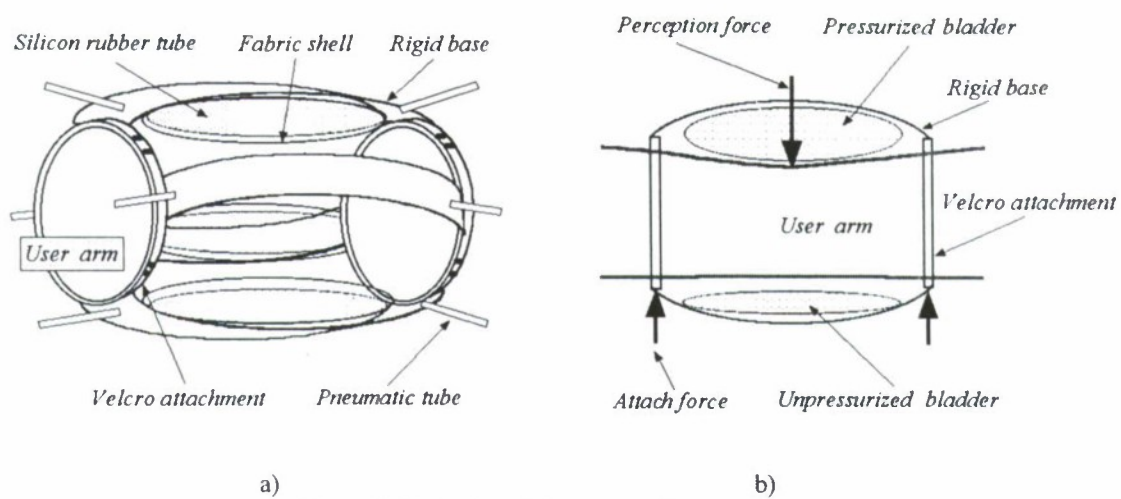 Silicon rubber tube
Fabric shell
Rigid base
User arm
Velcro attachment
Pneumatic tube
a)
Perception force
Pressurized bladder
Rigid base
Velcro attachment
User arm
Attach force
Unpressurized bladder
b)